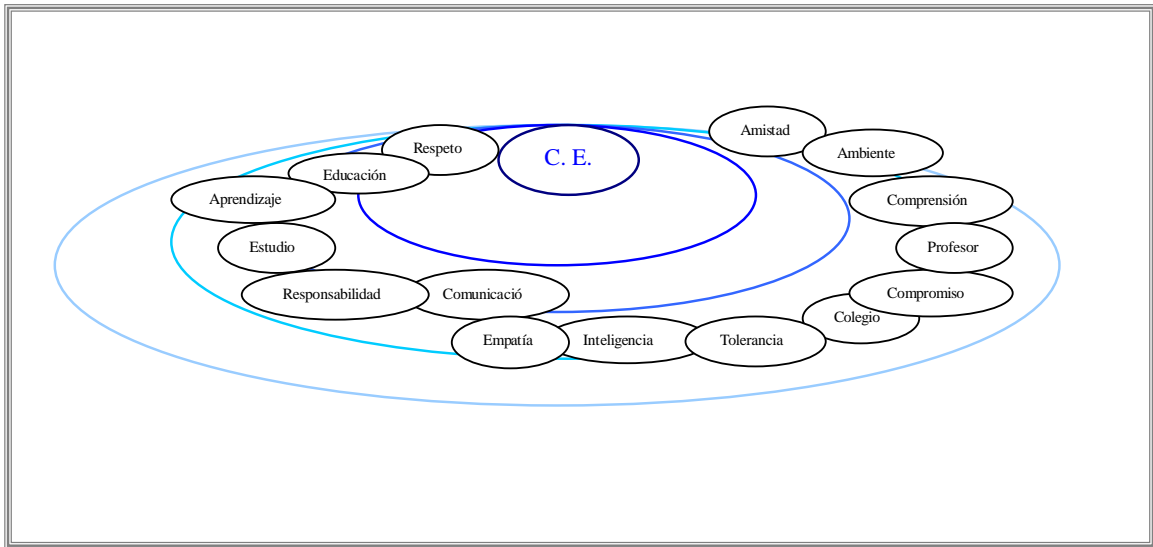 Amistad
Respeto
C. E.
Ambiente
Educación
Aprendizaje
Comprensión
Estudio
Profesor
Responsabilidad
Comunicació
Compromiso
Colegio
Empatía
Inteligencia
Tolerancia